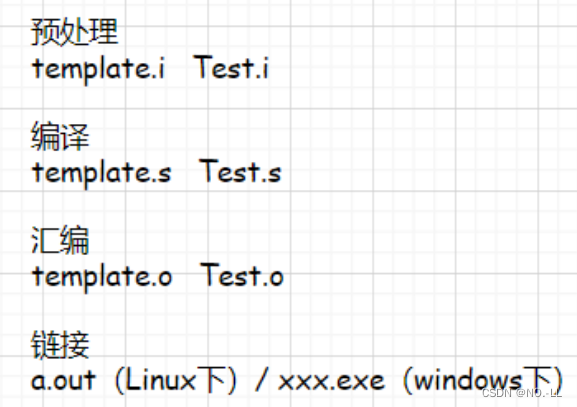 预处理
template.i Test.i
编译
template.s Test.s
汇编
template.o Test.o
链接
a.out（Linux下）/ xxx.exe（windows下）
CSDN @NO.-LL